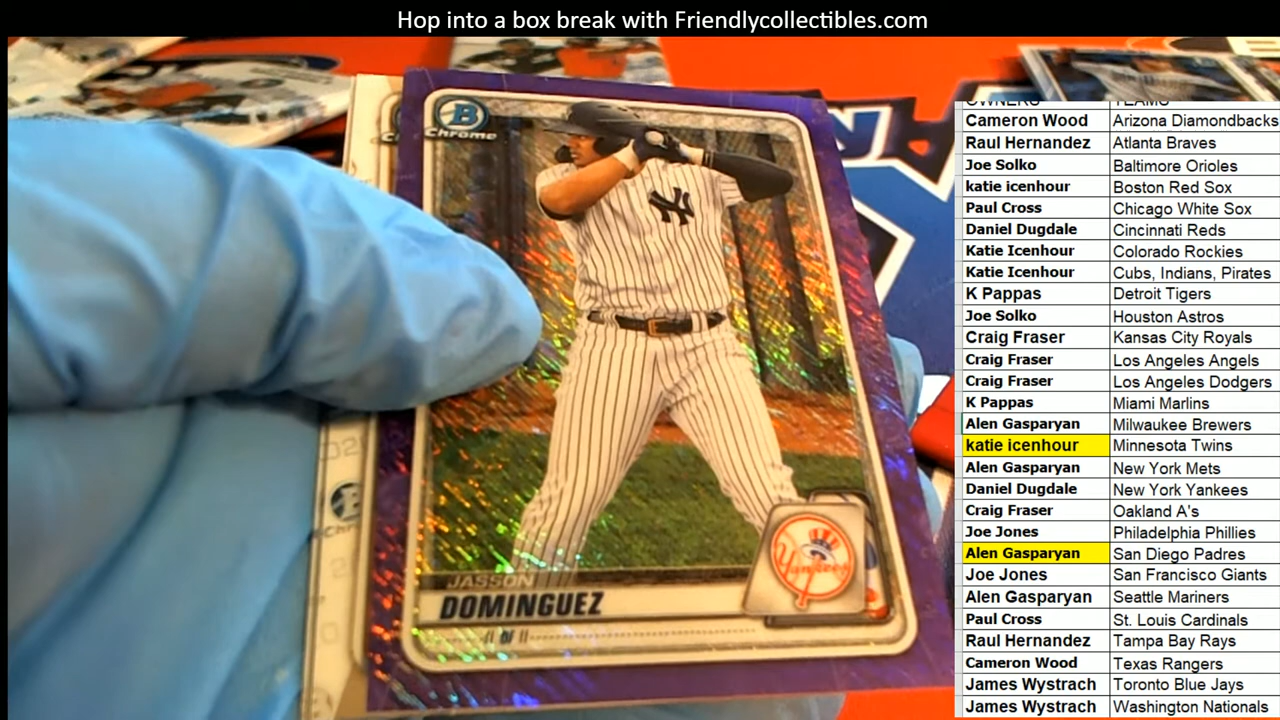 Hop into a box break with Friendlycollectibles.com
B
Chrome
NY
JASSON
DOMINGUEZ
Yankees
OWNERS TEAMS
Cameron Wood Arizona Diamondbacks
Raul Hernandez Atlanta Braves
Joe Solko Baltimore Orioles
katie icenhour Boston Red Sox
Paul Cross Chicago White Sox
Daniel Dugdale Cincinnati Reds
Katie Icenhour Colorado Rockies
Katie Icenhour Cubs, Indians, Pirates
K Pappas Detroit Tigers
Joe Solko Houston Astros
Craig Fraser Kansas City Royals
Craig Fraser Los Angeles Angels
Craig Fraser Los Angeles Dodgers
K Pappas Miami Marlins
Alen Gasparyan Milwaukee Brewers
katie icenhour Minnesota Twins
Alen Gasparyan New York Mets
Daniel Dugdale New York Yankees
Craig Fraser Oakland A's
Joe Jones Philadelphia Phillies
Alen Gasparyan San Diego Padres
Joe Jones San Francisco Giants
Alen Gasparyan Seattle Mariners
Paul Cross St. Louis Cardinals
Raul Hernandez Tampa Bay Rays
Cameron Wood Texas Rangers
James Wystrach Toronto Blue Jays
James Wystrach Washington Nationals